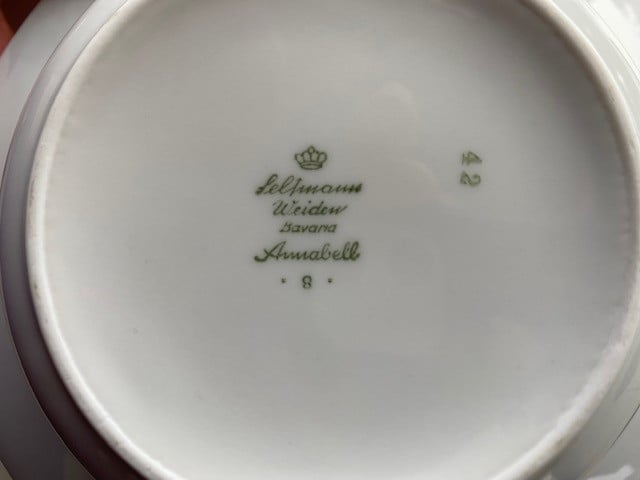 Seltmann
Weiden
Bavaria
Annabell
· 8 ·
42